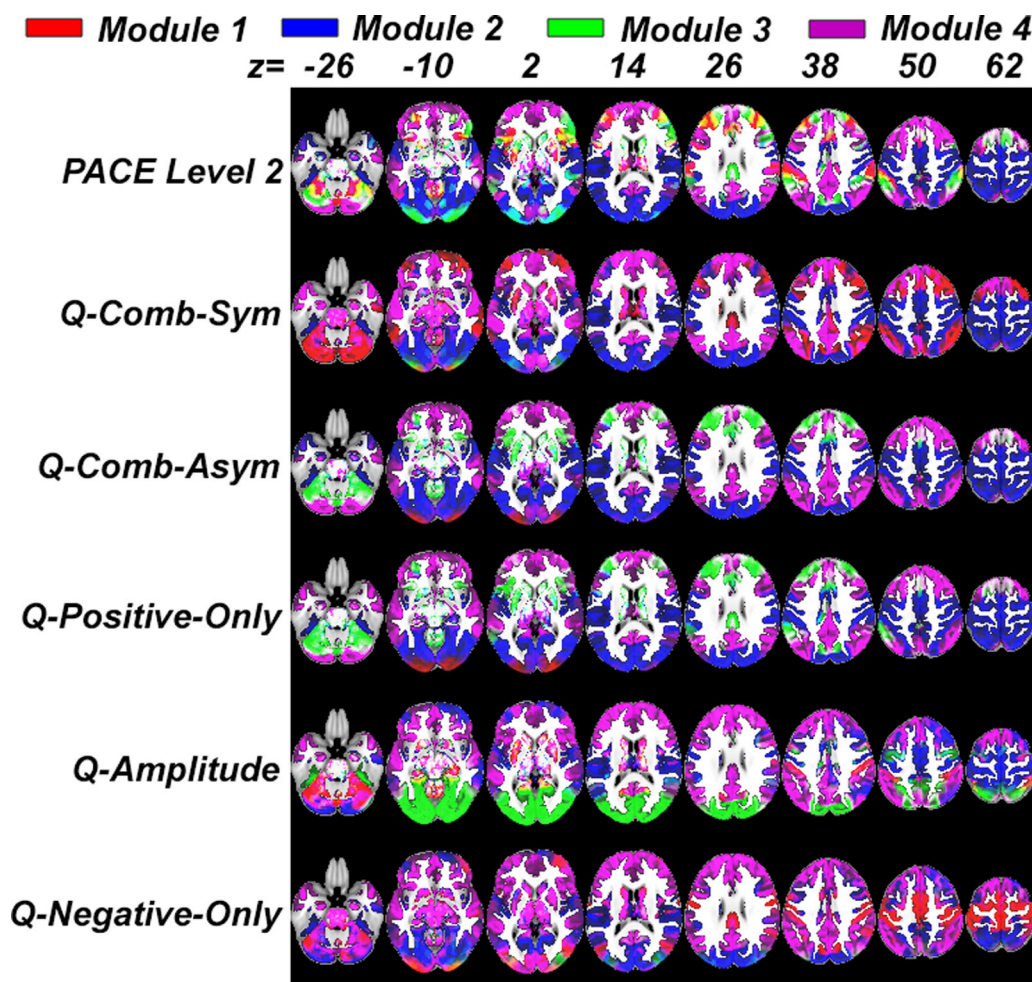 Module 1 Module 2 Module 3 Module 4
z= -26 -10 2 14 26 38 50 62
PACE Level 2
Q-Comb-Sym
Q-Comb-Asym
Q-Positive-Only
Q-Amplitude
Q-Negative-Only